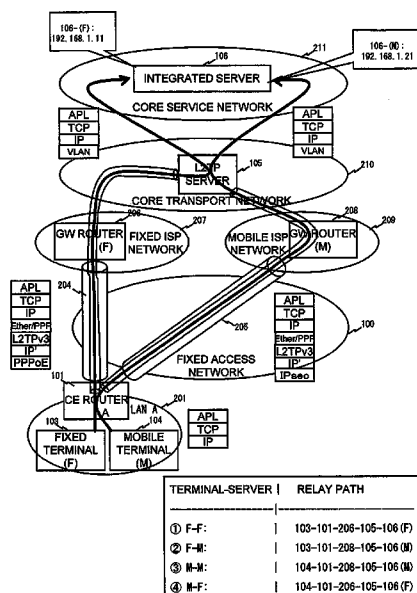 106-(F):
192.168.1.11
106
211
106-(M):
192.168.1.21
INTEGRATED SERVER
CORE SERVICE NETWORK
APL
TCP
IP
VLAN
APL
TCP
IP
VLAN
L2TP
SERVER
105
210
CORE TRANSPORT NETWORK
206
207
208
209
GW ROUTER
(F)
FIXED ISP
NETWORK
MOBILE ISP
NETWORK
GW ROUTER
(M)
204
APL
TCP
IP
Ether/PPP
L2TPv3
IP'
PPPoE
205
APL
TCP
IP
Ether/PPP
L2TPv3
IP'
IPsec
100
FIXED ACCESS
NETWORK
101
CE ROUTER
A
LAN A
201
103
104
FIXED
TERMINAL
(F)
MOBILE
TERMINAL
(M)
APL
TCP
IP
TERMINAL-SERVER | RELAY PATH
① F-F: | 103-101-206-105-106(F)
② F-M: | 103-101-208-105-106(M)
③ M-M: | 104-101-208-105-106(M)
④ M-F: | 104-101-206-105-106(F)